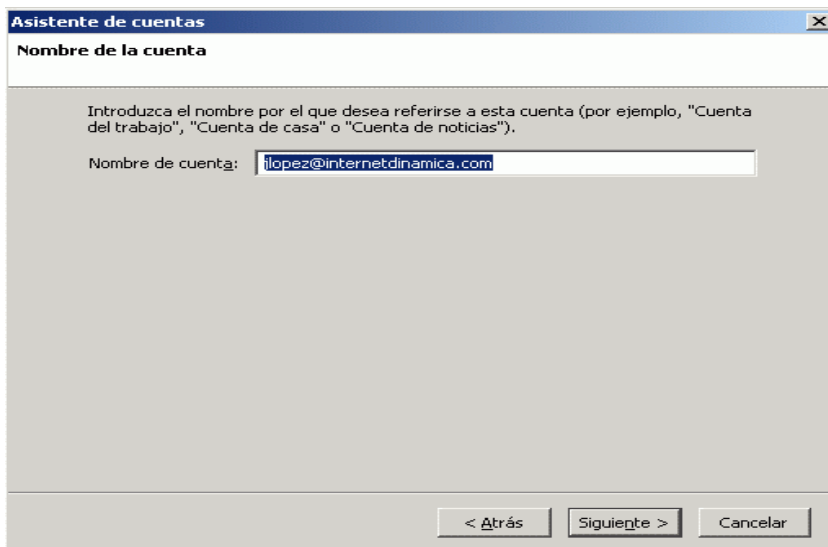 Asistente de cuentas
Nombre de la cuenta
Introduzca el nombre por el que desea referirse a esta cuenta (por ejemplo, "Cuenta
del trabajo", "Cuenta de casa" o "Cuenta de noticias").
Nombre de cuenta: jlopez@internetdinamica.com
< Atrás Siguiente > Cancelar